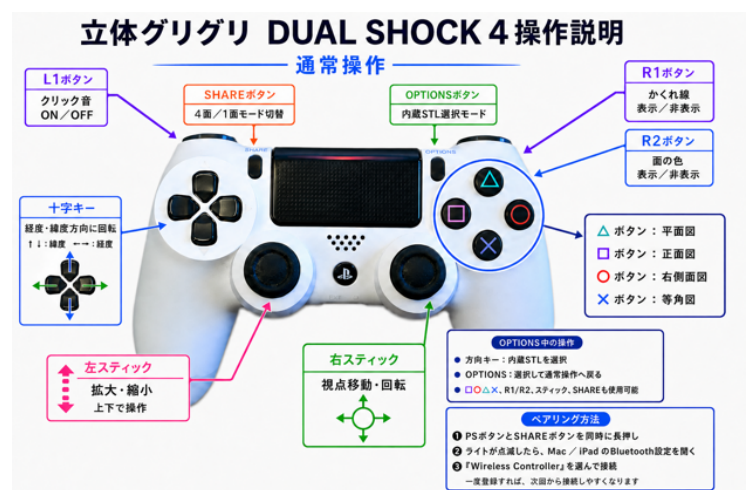 立体グリグリ DUAL SHOCK 4 操作説明
通常操作
L1ボタン
クリック音
ON／OFF
SHAREボタン
4面／1面モード切替
OPTIONSボタン
内蔵STL選択モード
R1ボタン
かくれ線
表示／非表示
R2ボタン
面の色
表示／非表示
SHARE
OPTIONS
十字キー
経度・緯度方向に回転
↑↓：緯度 ←→：経度
△ ボタン：平面図
□ ボタン：正面図
○ ボタン：右側面図
× ボタン：等角図
左スティック
拡大・縮小
上下で操作
右スティック
視点移動・回転
OPTIONS中の操作
● 方向キー：内蔵STLを選択
● OPTIONS：選択して通常操作へ戻る
● □○△×、R1/R2、スティック、SHAREも使用可能
ペアリング方法
❶ PSボタンとSHAREボタンを同時に長押し
❷ ライトが点滅したら、Mac ／ iPad のBluetooth設定を開く
❸ 『Wireless Controller』を選んで接続
一度登録すれば、次回から接続しやすくなります